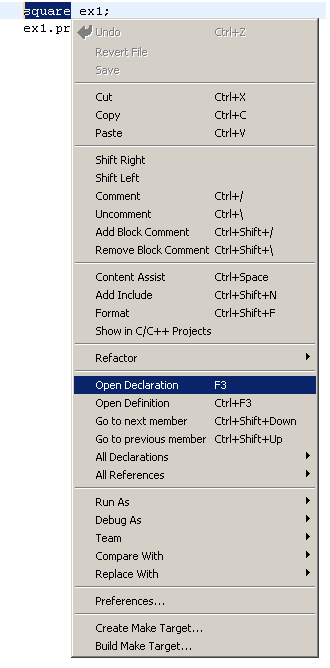 square ex1;
ex1.pr
Undo Ctrl+Z
Revert File
Save
Cut Ctrl+X
Copy Ctrl+C
Paste Ctrl+V
Shift Right
Shift Left
Comment Ctrl+/
Uncomment Ctrl+\
Add Block Comment Ctrl+Shift+/
Remove Block Comment Ctrl+Shift+\
Content Assist Ctrl+Space
Add Include Ctrl+Shift+N
Format Ctrl+Shift+F
Show in C/C++ Projects
Refactor
Open Declaration F3
Open Definition Ctrl+F3
Go to next member Ctrl+Shift+Down
Go to previous member Ctrl+Shift+Up
All Declarations
All References
Run As
Debug As
Team
Compare With
Replace With
Preferences...
Create Make Target...
Build Make Target...